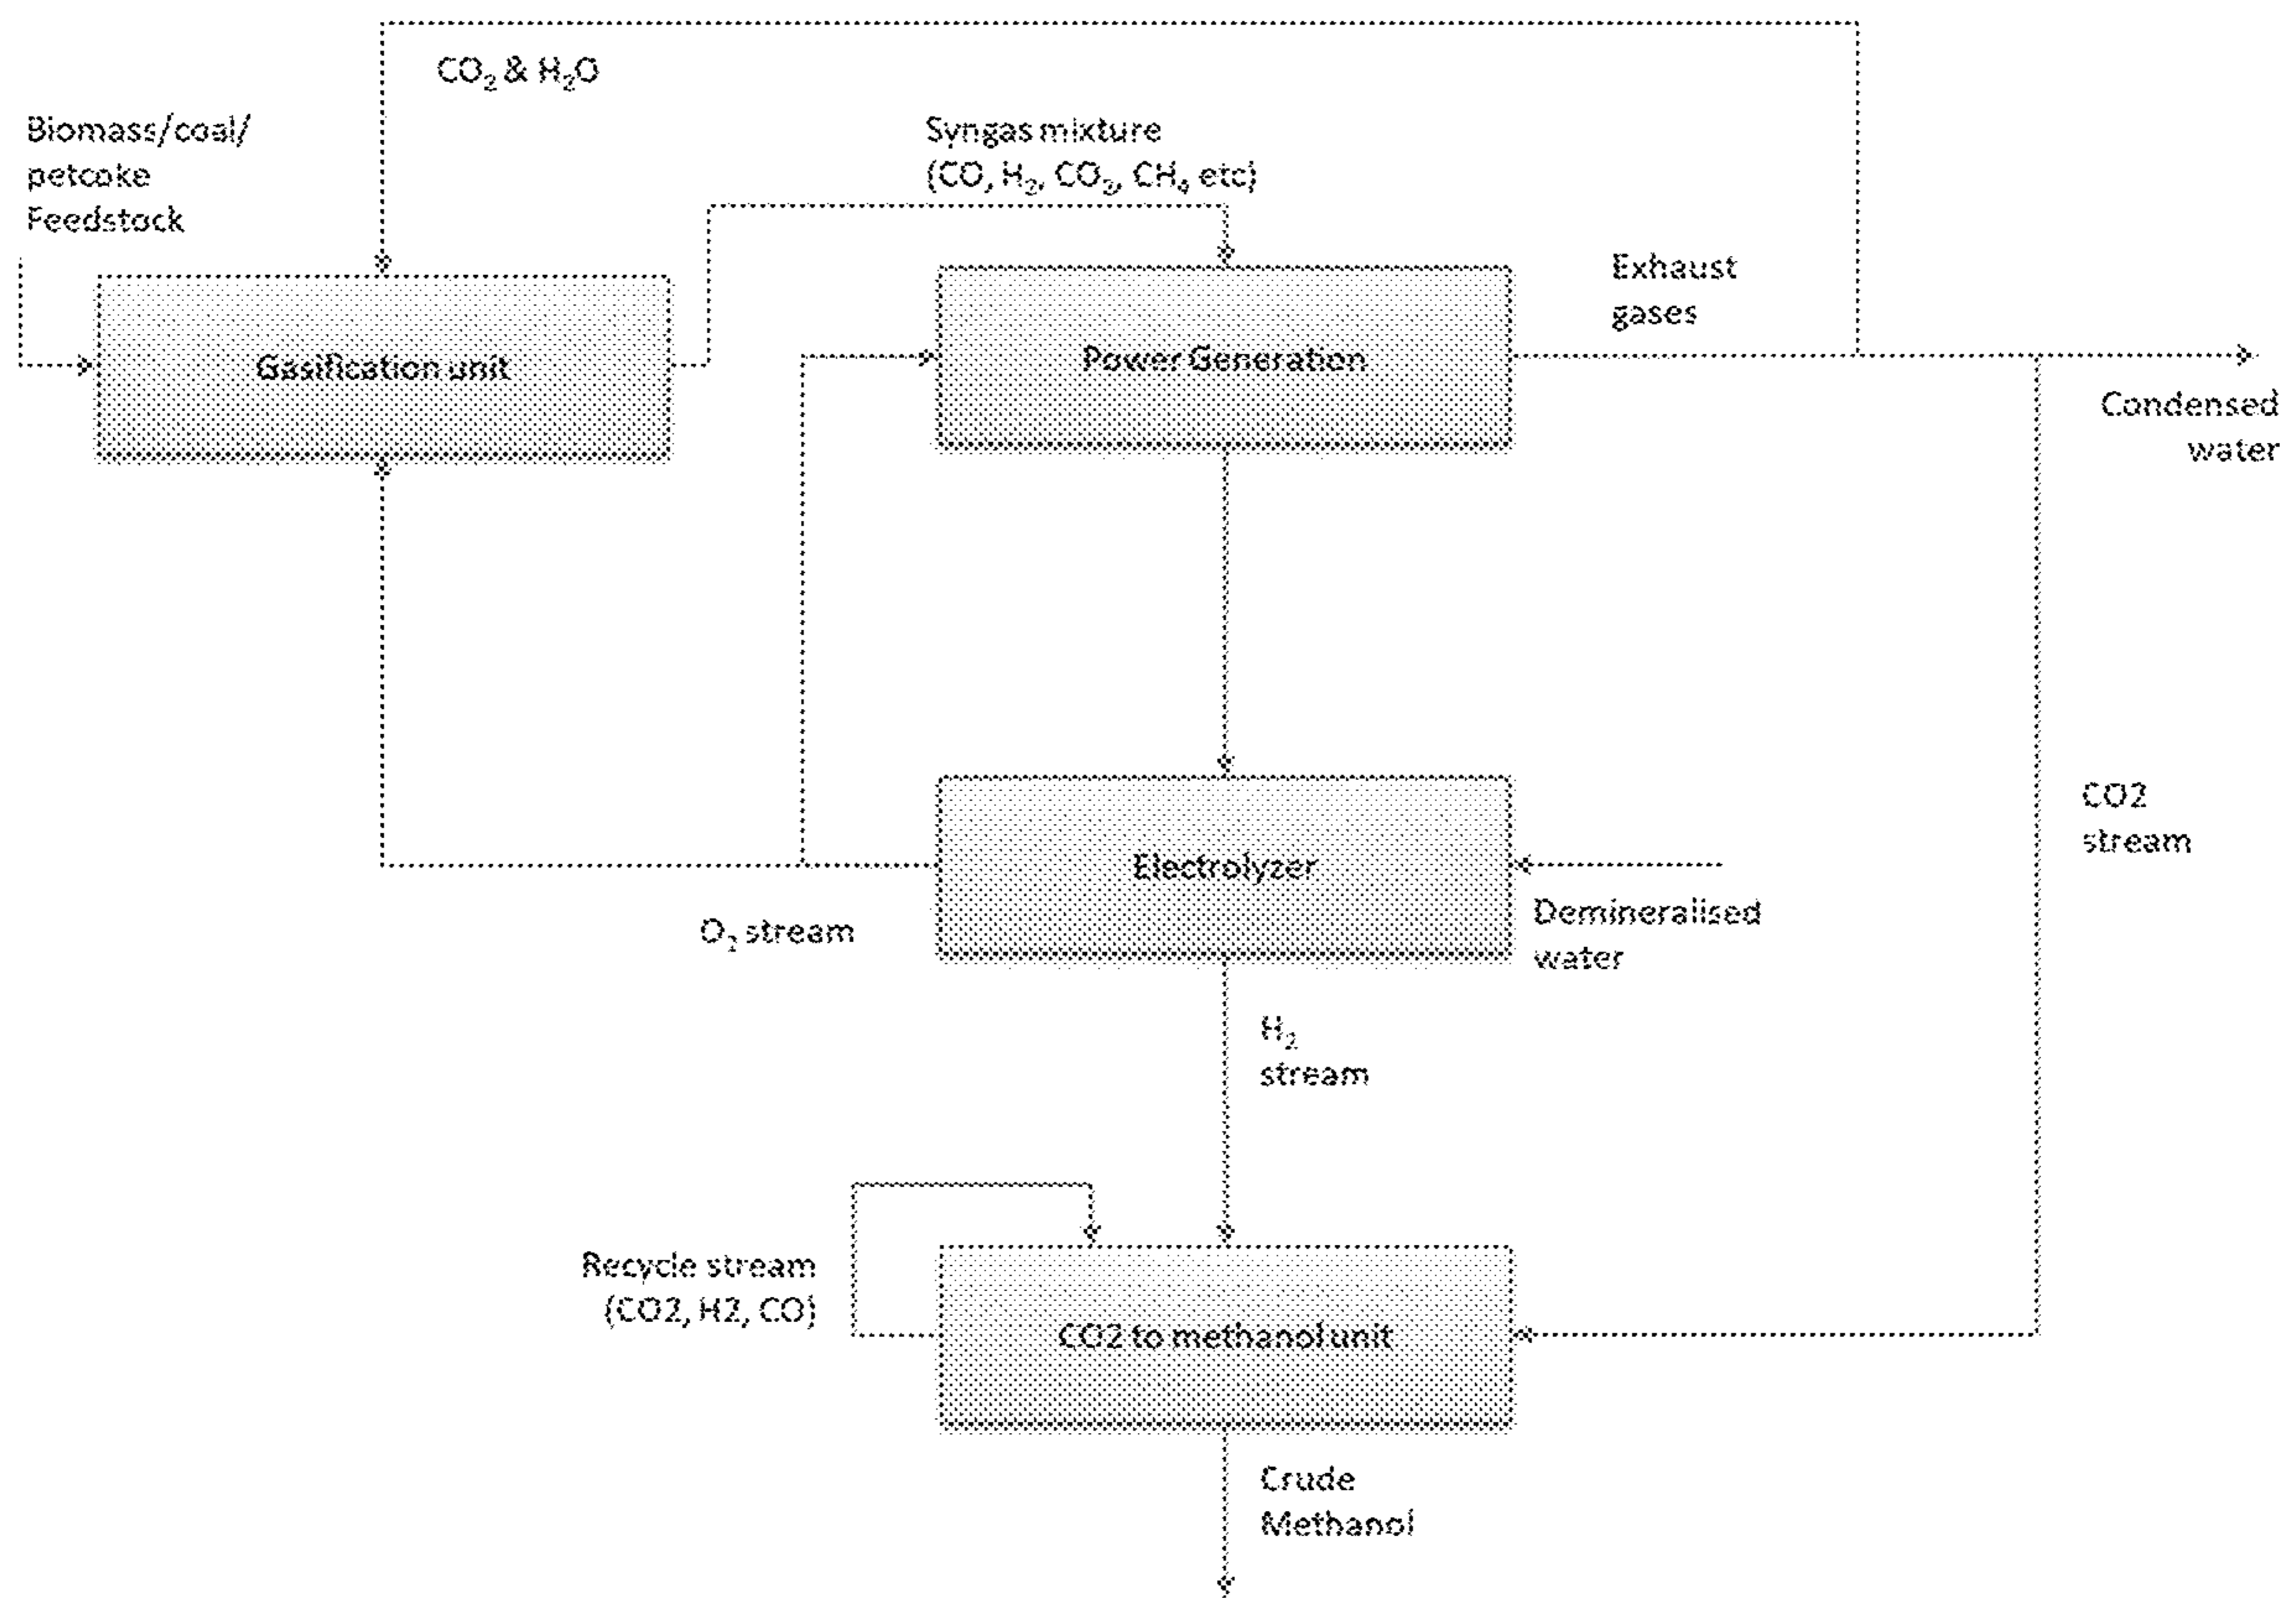 CO₂ & H₂O
Biomass/coal/
petcoke
Feedstock
Syngas mixture
(CO, H₂, CO₂, CH₄ etc)
Exhaust
gases
Gasification unit
Power Generation
Condensed
water
CO2
stream
Electrolyzer
Demineralised
water
O₂ stream
H₂
stream
Recycle stream
(CO2, H2, CO)
CO2 to methanol unit
Crude
Methanol